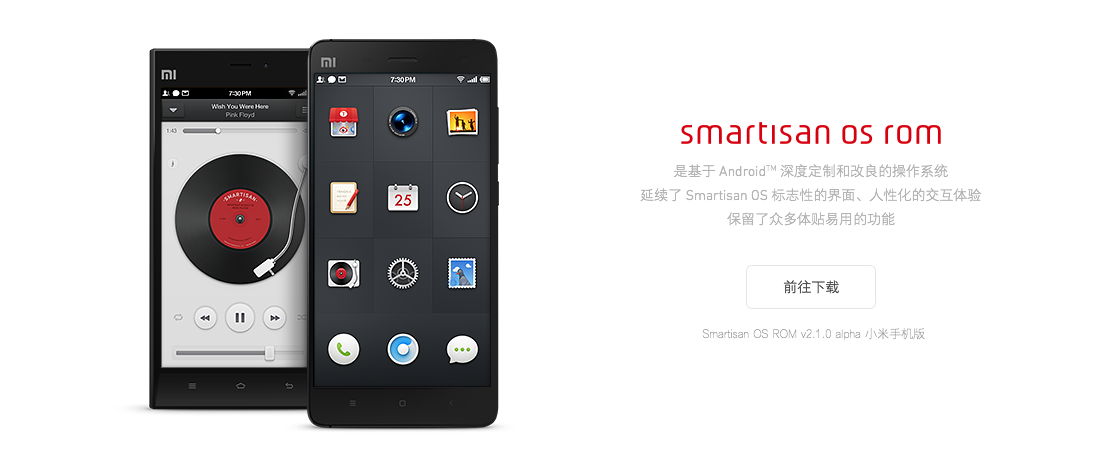 MI
7:30 PM
Wish You Were Here
Pink Floyd
1:43
SMARTISAN
MI
7:30 PM
25
smartisan os rom
是基于 Android™ 深度定制和改良的操作系统
延续了 Smartisan OS 标志性的界面、人性化的交互体验
保留了众多体贴易用的功能
前往下载
Smartisan OS ROM v2.1.0 alpha 小米手机版